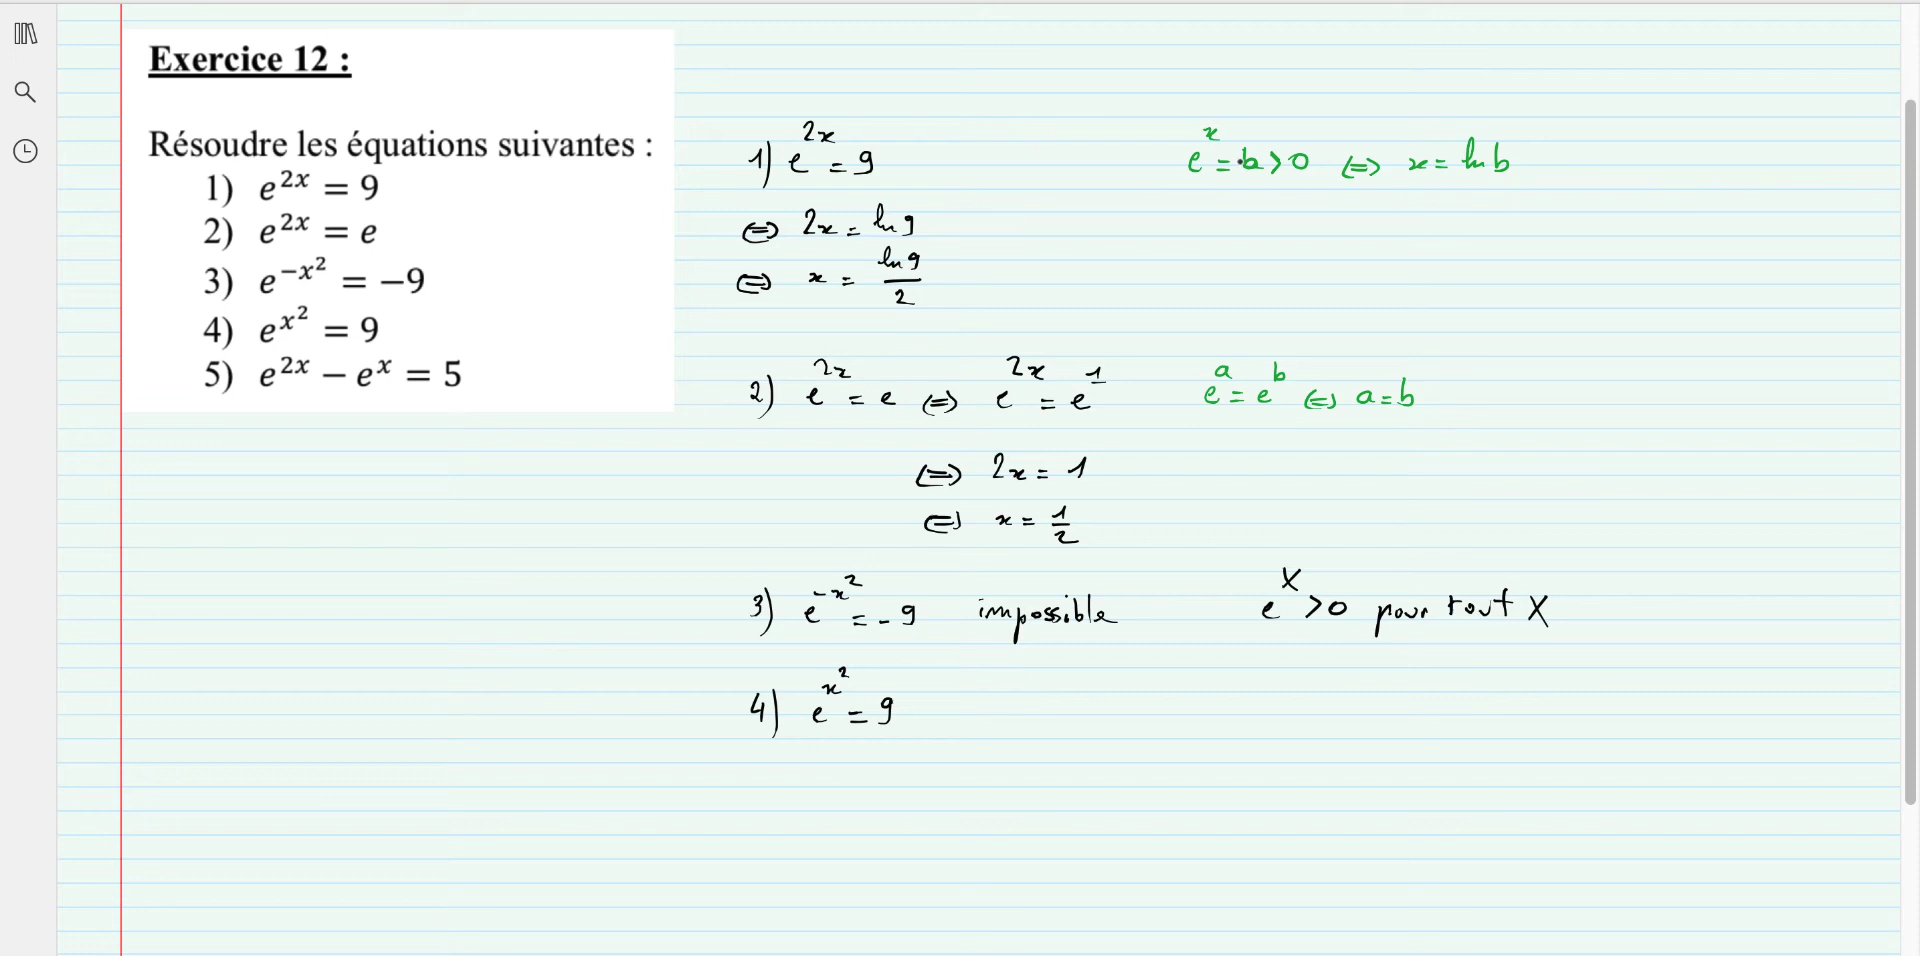 Exercice 12 :
Résoudre les équations suivantes :
1) e^{2x} = 9
2) e^{2x} = e
3) e^{-x^2} = -9
4) e^{x^2} = 9
5) e^{2x} - e^x = 5
1) e^{2x} = 9
e^x = b > 0 ⇔ x = ln b
⇔ 2x = ln 9
⇔ x = ln 9 / 2
2) e^{2x} = e ⇔ e^{2x} = e^1
e^a = e^b ⇔ a = b
⇔ 2x = 1
⇔ x = 1/2
3) e^{-x^2} = -9 impossible
e^X > 0 pour tout X
4) e^{x^2} = 9